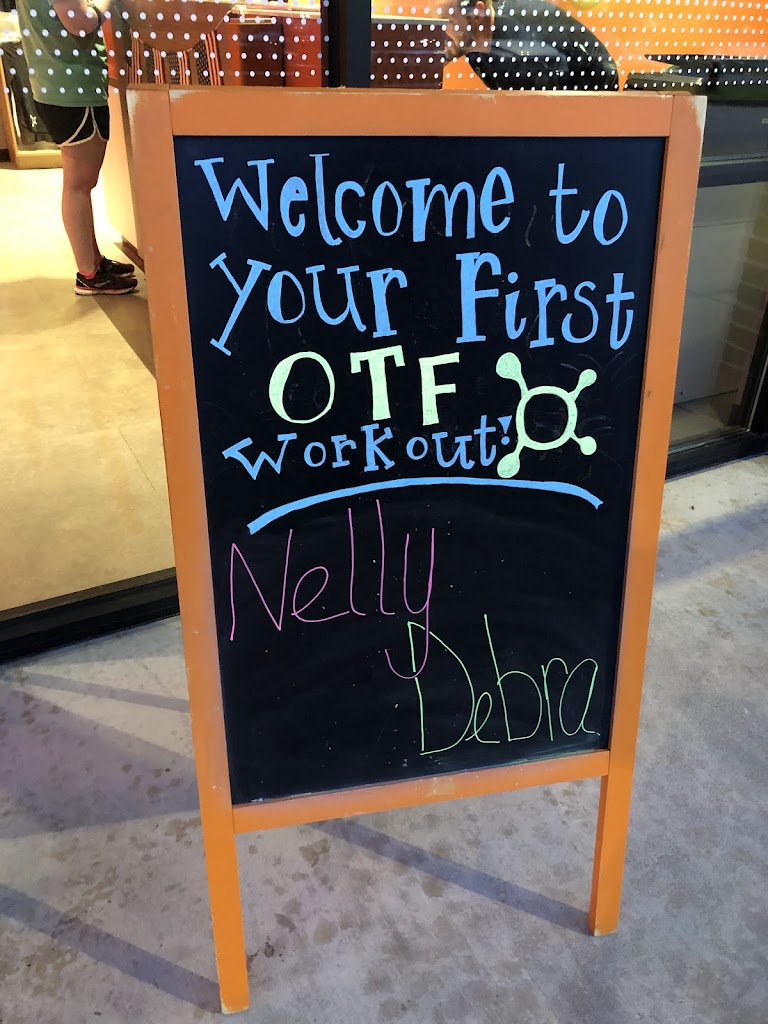 Welcome to
Your First
OTF
Workout!
Nelly
Debra